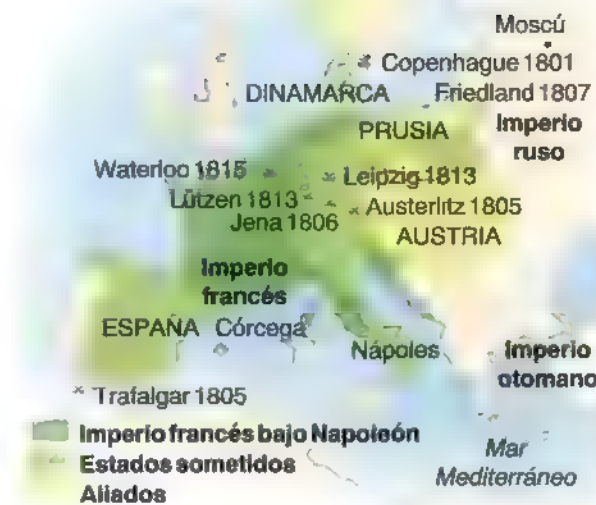 Moscú
Copenhague 1801
DINAMARCA
Friedland 1807
PRUSIA
Imperio
ruso
Waterloo 1815
Leipzig 1813
Lützen 1813
Jena 1806
Austerlitz 1805
AUSTRIA
Imperio
francés
ESPAÑA
Córcega
Nápoles
Imperio
otomano
Trafalgar 1805
Imperio francés bajo Napoleón
Estados sometidos
Aliados
Mar
Mediterráneo